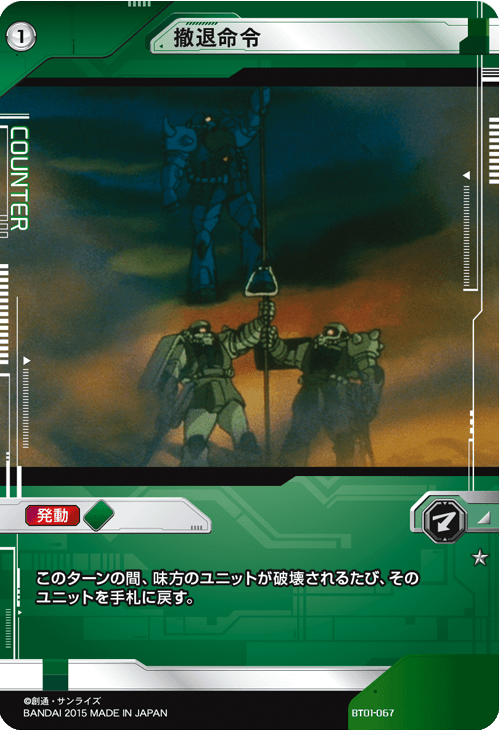 1
撤退命令
COUNTER
発動
このターンの間、味方のユニットが破壊されるたび、その
ユニットを手札に戻す。
©創通・サンライズ
BANDAI 2015 MADE IN JAPAN
BT01-067